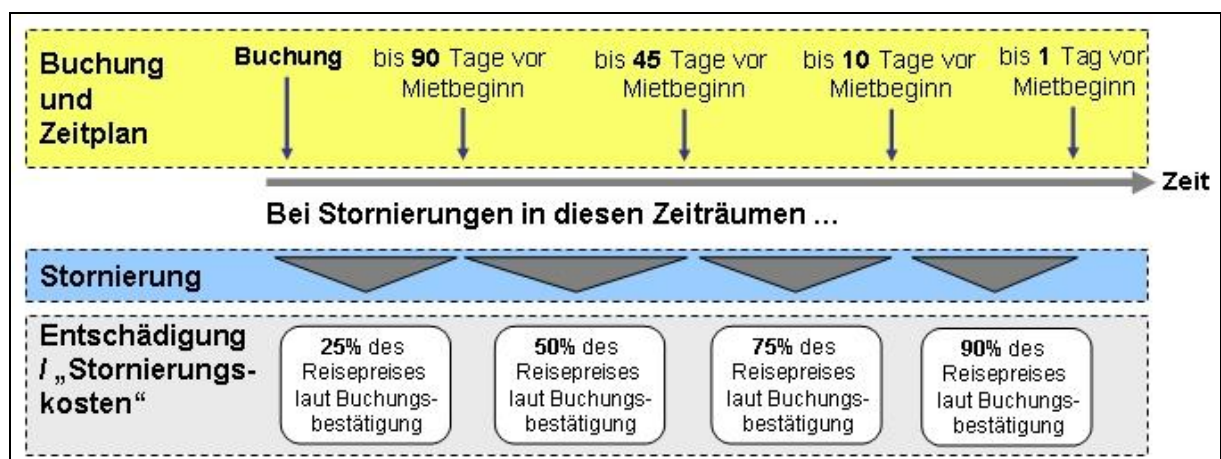 Buchung
und
Zeitplan
Buchung
bis 90 Tage vor
Mietbeginn
bis 45 Tage vor
Mietbeginn
bis 10 Tage vor
Mietbeginn
bis 1 Tag vor
Mietbeginn
Zeit
Bei Stornierungen in diesen Zeiträumen ...
Stornierung
Entschädigung
/ „Stornierungs-
kosten“
25% des
Reisepreises
laut Buchungs-
bestätigung
50% des
Reisepreises
laut Buchungs-
bestätigung
75% des
Reisepreises
laut Buchungs-
bestätigung
90% des
Reisepreises
laut Buchungs-
bestätigung